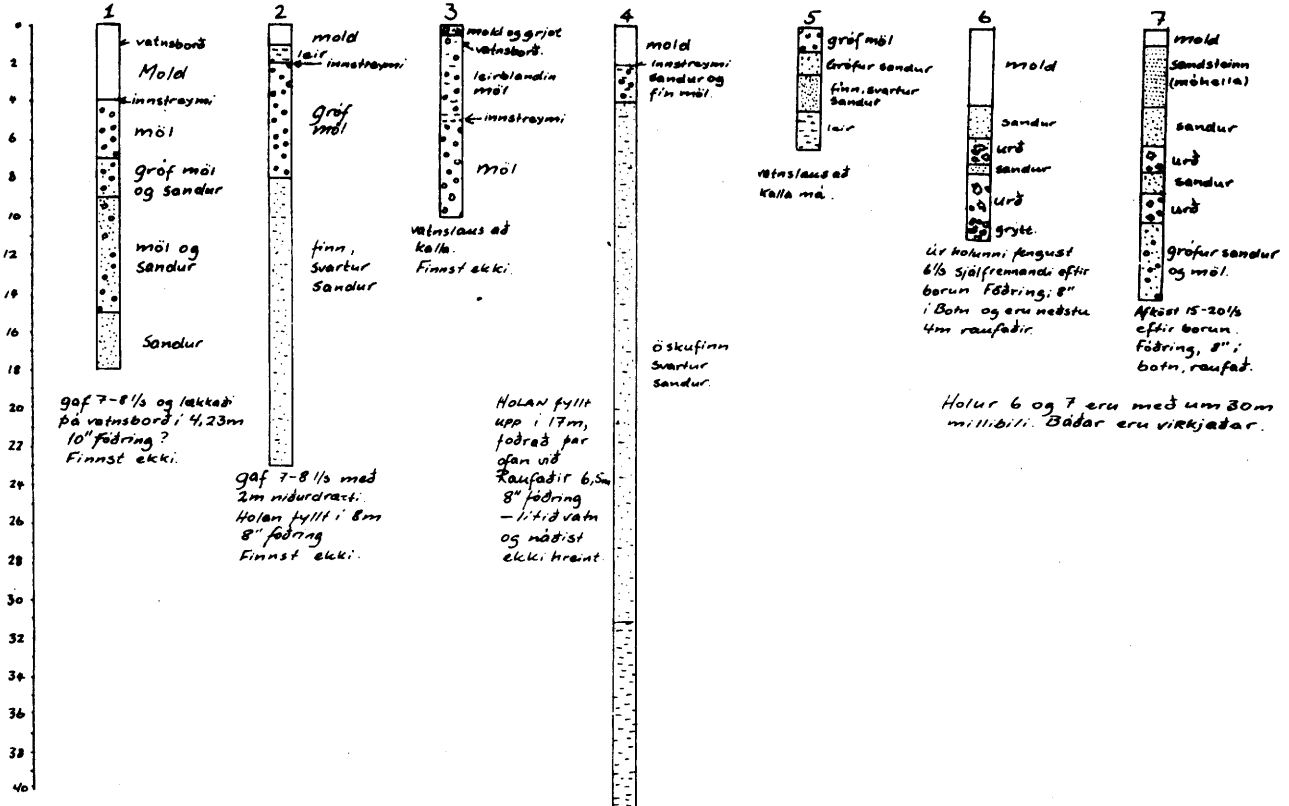 0
2
4
6
8
10
12
14
16
18
20
22
24
26
28
30
32
34
36
38
40
1
vatnsborð
Mold
innstreymi
möl
gróf möl
og sandur
möl og
sandur
Sandur
gaf 7-8 l/s og lækkaði
þá vatnsborð í 4,23m
10" fóðring?
Finnst ekki.
2
mold
leir
innstreymi
gróf
möl
fínn,
svartur
sandur
gaf 7-8 l/s með
2m niðurdrætti
Holan fyllt í 8m
8" fóðring
Finnst ekki.
3
mold og grjót
vatnsborð.
leirblandin
möl
innstreymi
möl
vatnslaus að
kalla.
Finnst ekki.
4
mold
innstreymi
sandur og
fín möl.
öskufínn
svartur
sandur.
HOLAN fyllt
upp í 17m,
fóðrað þar
ofan við
Raufaðir 6,5m
8" fóðring
– lítið vatn
og náðist
ekki hreint.
5
gróf möl
Grófur sandur
fínn, svartur
sandur
leir
vatnslaus að
kalla má.
6
mold
sandur
urð
sandur
urð
grýtt.
Úr holunni fengust
6 l/s sjálfrennandi eftir
borun Fóðring; 8"
í Botn og eru neðstu
4m raufaðir.
7
mold
Sandsteinn
(móhella)
sandur
urð
sandur
urð
grófur sandur
og möl.
Afköst 15-20 l/s
eftir borun.
Fóðring, 8" í
botn, raufað.
Holur 6 og 7 eru með um 30m
millibili. Báðar eru virkjaðar.